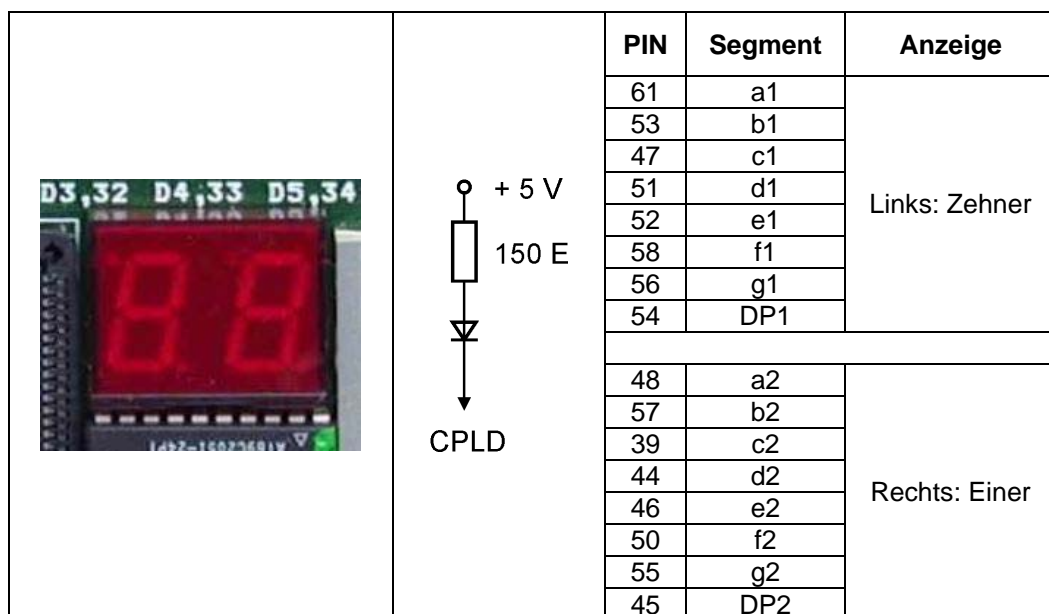 PIN Segment Anzeige
61 a1
53 b1
47 c1
51 d1
52 e1
58 f1
56 g1
54 DP1
Links: Zehner
48 a2
57 b2
39 c2
44 d2
46 e2
50 f2
55 g2
45 DP2
Rechts: Einer
+ 5 V
150 E
CPLD
D3,32 D4,33 D5,34
88